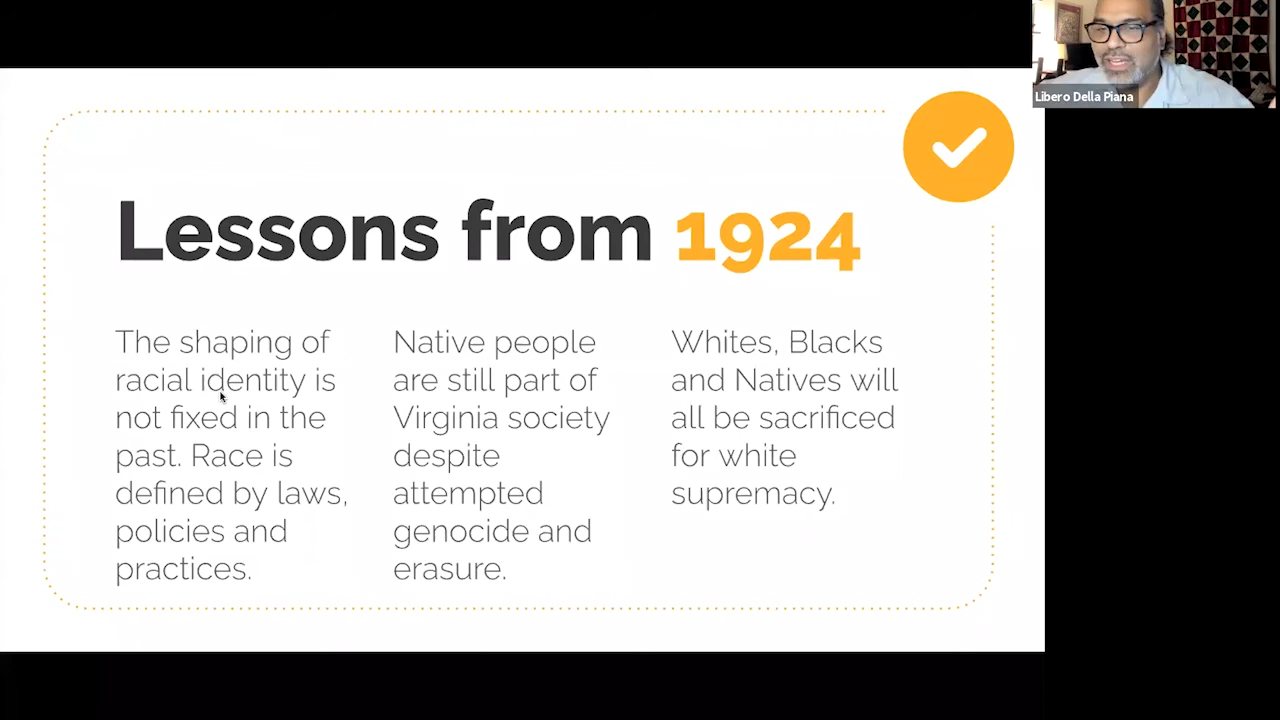 Libero Della Piana
Lessons from 1924
The shaping of
racial identity is
not fixed in the
past. Race is
defined by laws,
policies and
practices.
Native people
are still part of
Virginia society
despite
attempted
genocide and
erasure.
Whites, Blacks
and Natives will
all be sacrificed
for white
supremacy.